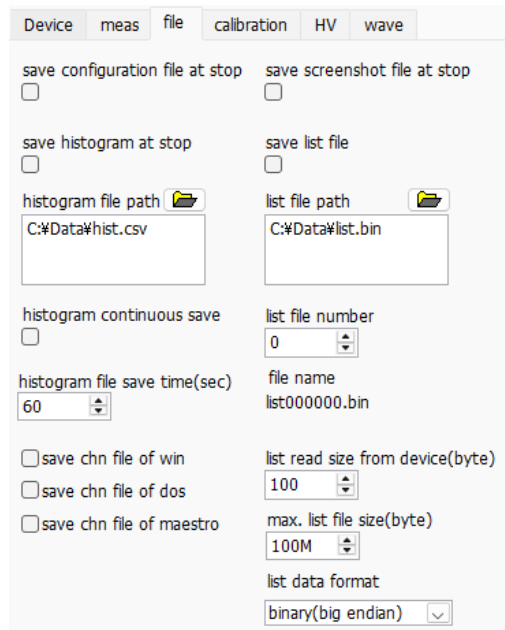 Device meas file calibration HV wave
save configuration file at stop
save screenshot file at stop
save histogram at stop
save list file
histogram file path
C:¥Data¥hist.csv
list file path
C:¥Data¥list.bin
histogram continuous save
list file number
0
histogram file save time(sec)
60
file name
list000000.bin
save chn file of win
save chn file of dos
save chn file of maestro
list read size from device(byte)
100
max. list file size(byte)
100M
list data format
binary(big endian)